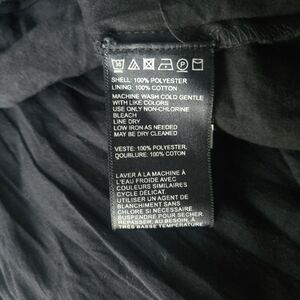 SHELL: 100% POLYESTER
LINING: 100% COTTON
MACHINE WASH COLD GENTLE
WITH LIKE COLORS
USE ONLY NON-CHLORINE
BLEACH
LINE DRY
LOW IRON AS NEEDED
MAY BE DRY CLEANED
VESTE: 100% POLYESTER,
QOUBLURE: 100% COTON
LAVER À LA MACHINE À
L'EAU FROIDE AVEC
COULEURS SIMILAIRES
CYCLE DÉLICAT.
UTILISER UN AGENT DE
BLANCHIMENT SANS
CHLORE SI NÉCESSAIRE.
SUSPENDRE POUR SÉCHER
REPASSER, AU BESOIN, À
TRÈS BASSE TEMPÉRATURE